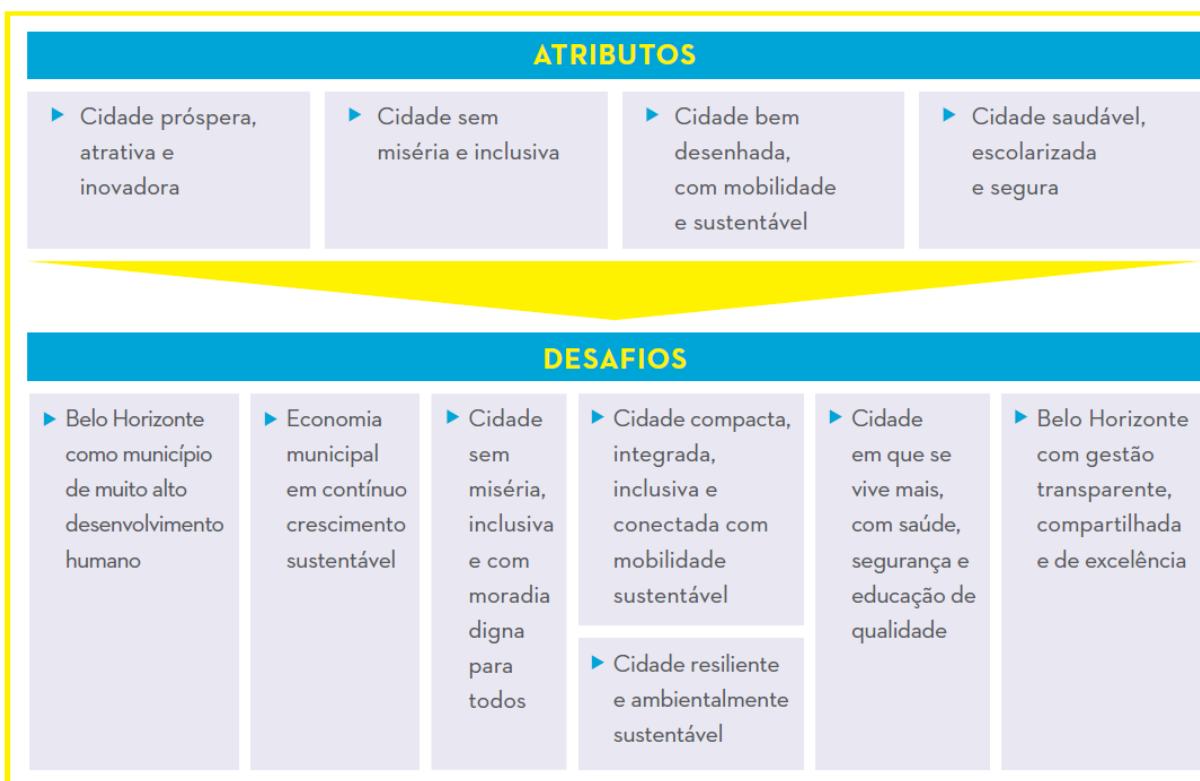 ATRIBUTOS
Cidade próspera,
atrativa e
inovadora
Cidade sem
miséria e inclusiva
Cidade bem
desenhada,
com mobilidade
e sustentável
Cidade saudável,
escolarizada
e segura
DESAFIOS
Belo Horizonte
como município
de muito alto
desenvolvimento
humano
Economia
municipal
em contínuo
crescimento
sustentável
Cidade
sem
miséria,
inclusiva
e com
moradia
digna
para
todos
Cidade compacta,
integrada,
inclusiva e
conectada com
mobilidade
sustentável
Cidade resiliente
e ambientalmente
sustentável
Cidade
em que se
vive mais,
com saúde,
segurança e
educação de
qualidade
Belo Horizonte
com gestão
transparente,
compartilhada
e de excelência